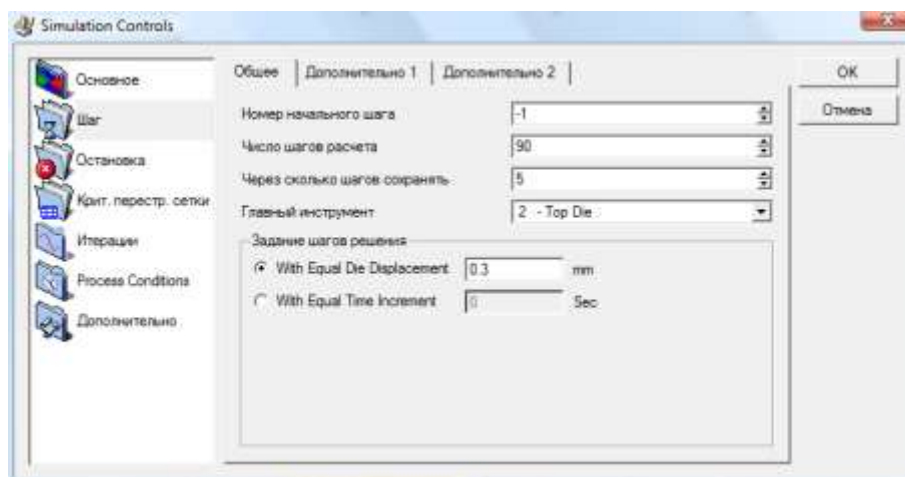 Simulation Controls
Основное
Шаг
Остановка
Крит. перестр. сетки
Итерации
Process Conditions
Дополнительно
Общее Дополнительно 1 Дополнительно 2
Номер начального шага -1
Число шагов расчета 90
Через сколько шагов сохранять 5
Главный инструмент 2 - Top Die
Задание шагов решения
With Equal Die Displacement 0.3 mm
With Equal Time Increment 0 Sec
OK
Отмена